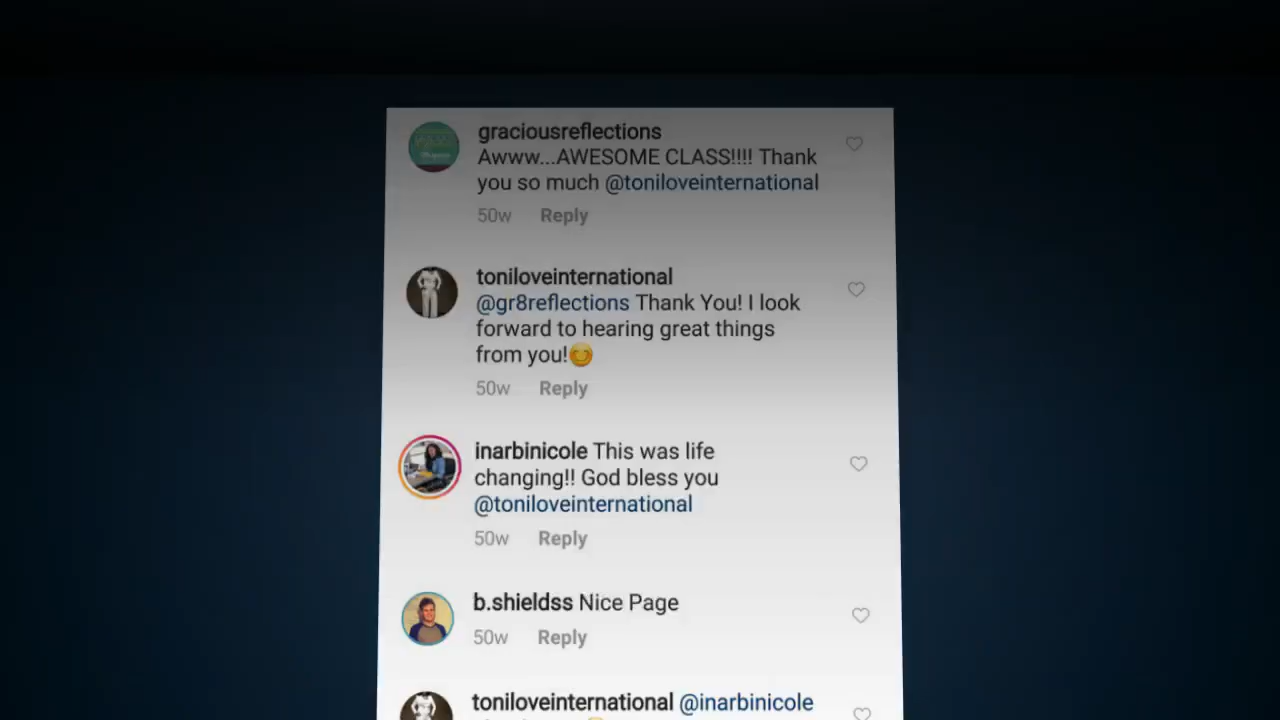 graciousreflections
Awww...AWESOME CLASS!!!! Thank
you so much @toniloveinternational
50w Reply
toniloveinternational
@gr8reflections Thank You! I look
forward to hearing great things
from you!😊
50w Reply
inarbinicole This was life
changing!! God bless you
@toniloveinternational
50w Reply
b.shieldss Nice Page
50w Reply
toniloveinternational @inarbinicole